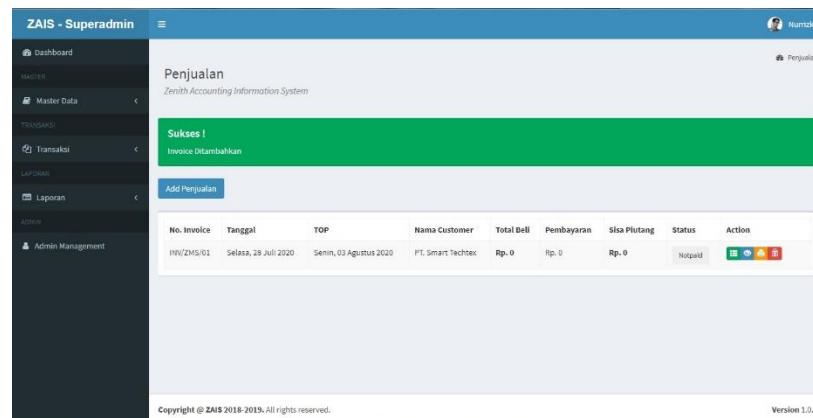 ZAIS - Superadmin
Dashboard
Penjuala
MASTER
Master Data
TRANSAKSI
Transaksi
LAPORAN
Laporan
ADMIN
Admin Management
Penjualan
Zenith Accounting Information System
Sukses !
Invoice Ditambahkan
Add Penjualan
No. Invoice Tanggal TOP Nama Customer Total Beli Pembayaran Sisa Piutang Status Action
INV/ZMS/01 Selasa, 28 Juli 2020 Senin, 03 Agustus 2020 PT. Smart Techtex Rp. 0 Rp. 0 Rp. 0 Notpaid
Copyright @ ZAIS 2018-2019. All rights reserved.
Version 1.0.